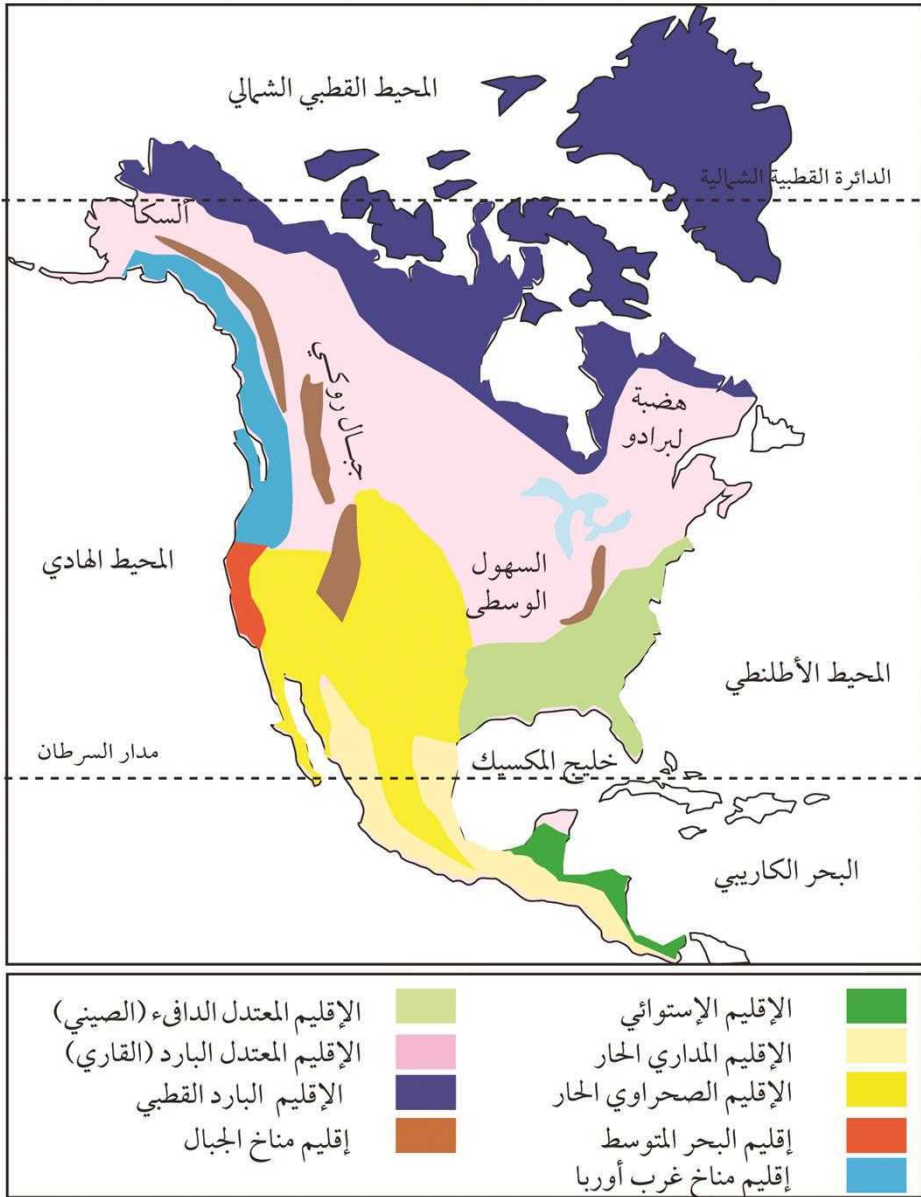 المحيط القطبي الشمالي
الدائرة القطبية الشمالية
ألسكا
جبال روكي
هضبة
لبرادو
المحيط الهادي
السهول
الوسطى
المحيط الأطلنطي
مدار السرطان
خليج المكسيك
البحر الكاريبي
الإقليم الإستوائي
الإقليم المداري الحار
الإقليم الصحراوي الحار
إقليم البحر المتوسط
إقليم مناخ غرب أوربا
الإقليم المعتدل الدافىء (الصيني)
الإقليم المعتدل البارد (القاري)
الإقليم البارد القطبي
إقليم مناخ الجبال